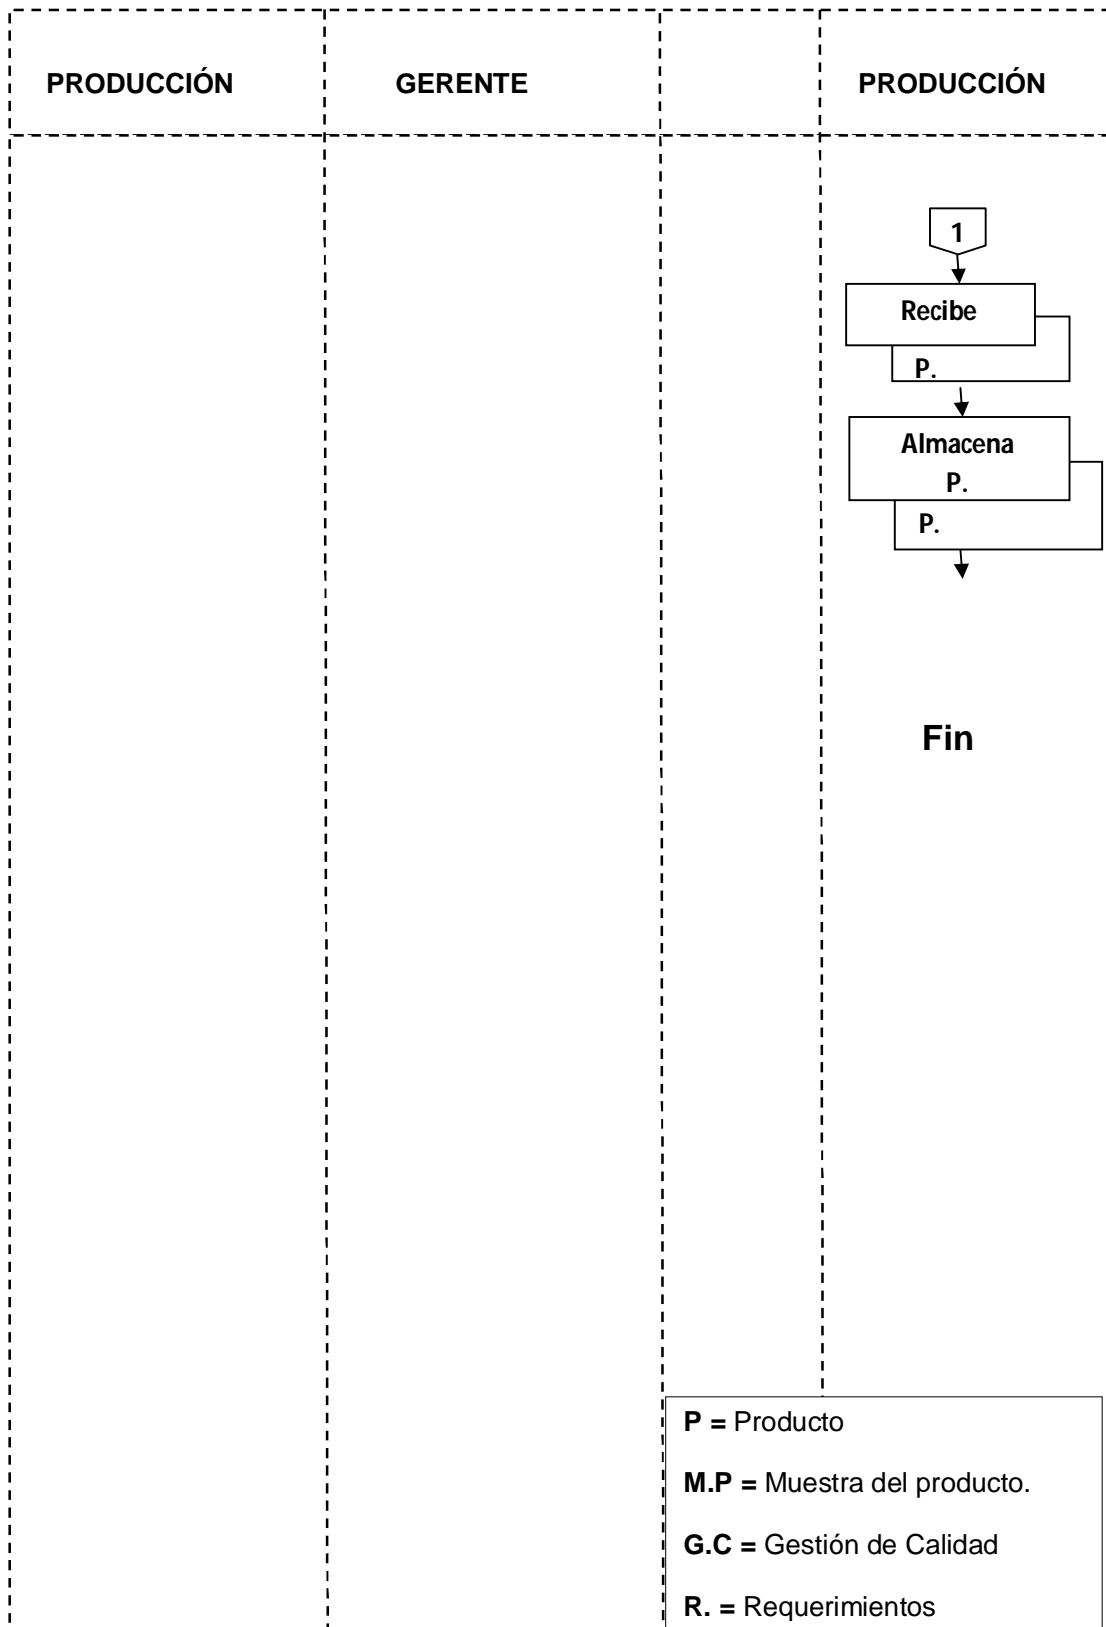 PRODUCCIÓN GERENTE PRODUCCIÓN
1
Recibe
P.
Almacena
P.
P.
Fin
P = Producto
M.P = Muestra del producto.
G.C = Gestión de Calidad
R. = Requerimientos